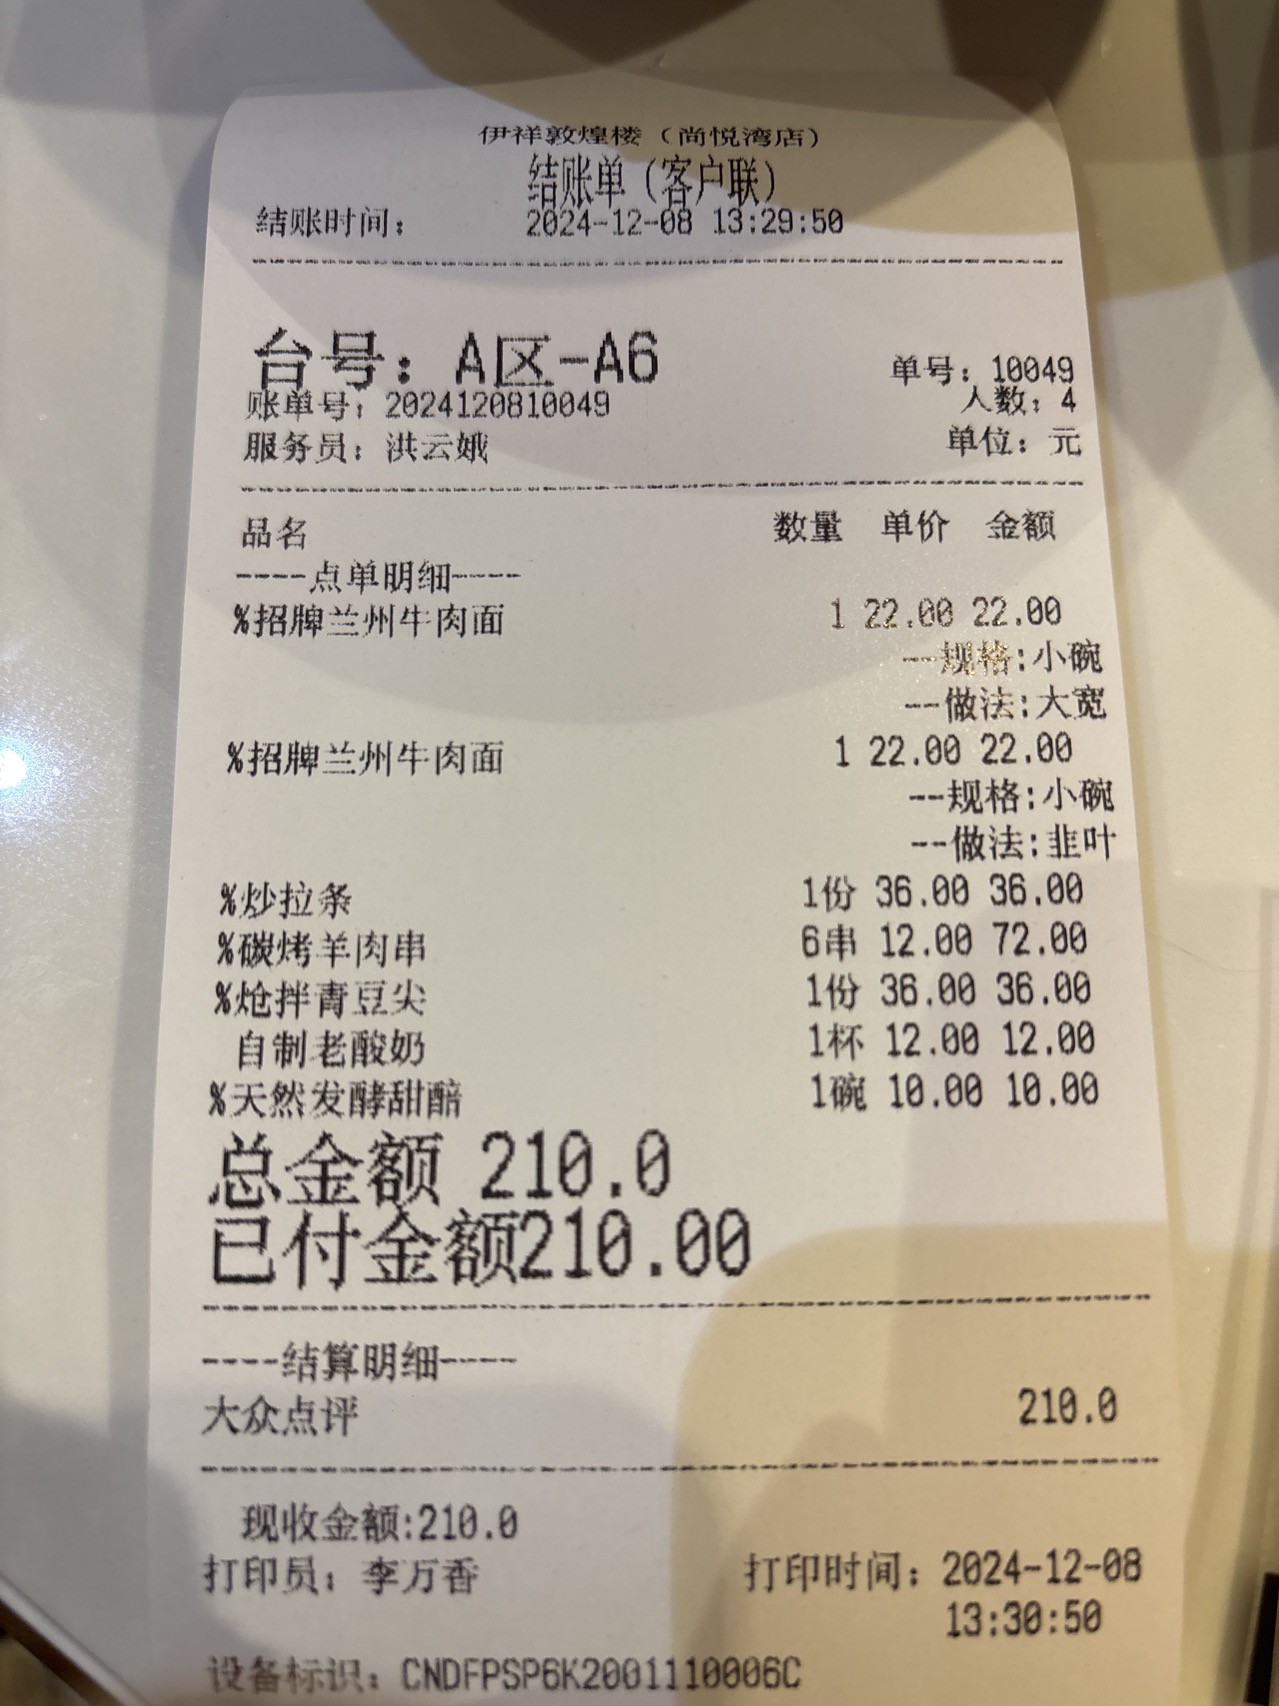 伊祥敦煌楼（尚悦湾店）
结账单（客户联）
结账时间： 2024-12-08 13:29:50
台号：A区-A6
单号：10049
账单号：2024120810049
人数：4
服务员：洪云娥
单位：元
品名 数量 单价 金额
----点单明细----
%招牌兰州牛肉面 1 22.00 22.00
--规格:小碗
--做法:大宽
%招牌兰州牛肉面 1 22.00 22.00
--规格:小碗
--做法:韭叶
%炒拉条 1份 36.00 36.00
%碳烤羊肉串 6串 12.00 72.00
%炝拌青豆尖 1份 36.00 36.00
自制老酸奶 1杯 12.00 12.00
%天然发酵甜醅 1碗 10.00 10.00
总金额 210.0
已付金额210.00
----结算明细----
大众点评 210.0
现收金额:210.0
打印员：李万香 打印时间：2024-12-08
13:30:50
设备标识：CNDFPSP6K2001110006C